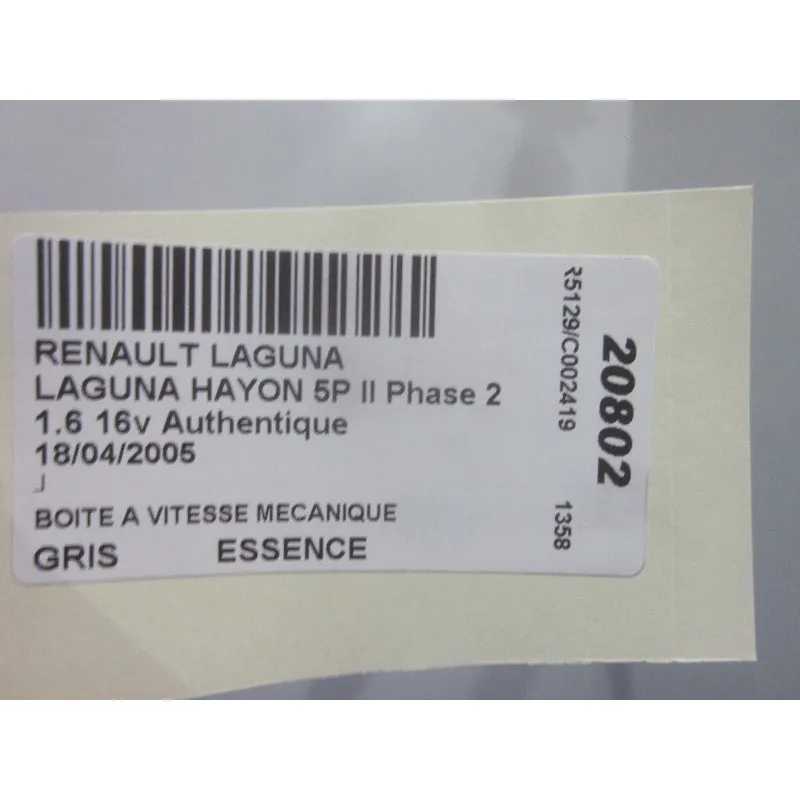 RENAULT LAGUNA
LAGUNA HAYON 5P II Phase 2
1.6 16v Authentique
18/04/2005
BOITE A VITESSE MECANIQUE
GRIS ESSENCE
R5129/C002419 1358
20802